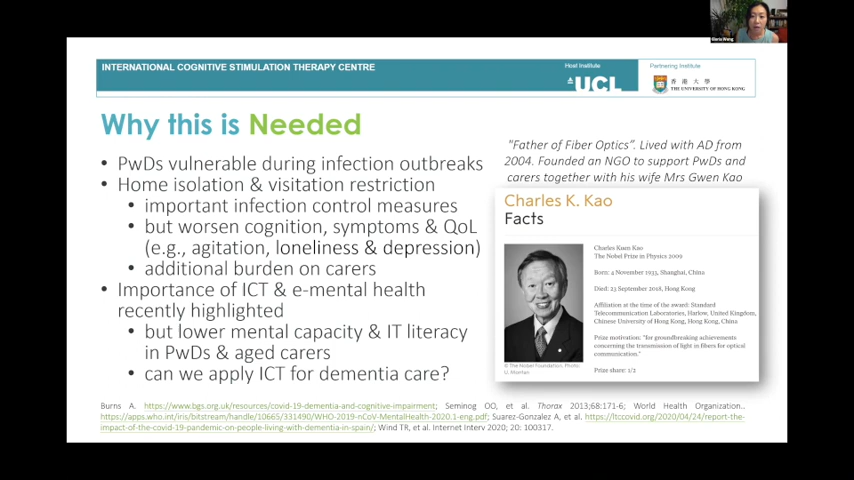 INTERNATIONAL COGNITIVE STIMULATION THERAPY CENTRE
Host Institute
UCL
Partnering Institute
香港大學
THE UNIVERSITY OF HONG KONG
Why this is Needed
• PwDs vulnerable during infection outbreaks
• Home isolation & visitation restriction
• important infection control measures
• but worsen cognition, symptoms & QoL
(e.g., agitation, loneliness & depression)
• additional burden on carers
• Importance of ICT & e-mental health
recently highlighted
• but lower mental capacity & IT literacy
in PwDs & aged carers
• can we apply ICT for dementia care?
"Father of Fiber Optics". Lived with AD from
2004. Founded an NGO to support PwDs and
carers together with his wife Mrs Gwen Kao
Charles K. Kao
Facts
Charles Kuen Kao
The Nobel Prize in Physics 2009
Born: 4 November 1933, Shanghai, China
Died: 23 September 2018, Hong Kong
Affiliation at the time of the award: Standard
Telecommunication Laboratories, Harlow, United Kingdom,
Chinese University of Hong Kong, Hong Kong, China
Prize motivation: "for groundbreaking achievements
concerning the transmission of light in fibers for optical
communication."
Prize share: 1/2
© The Nobel Foundation. Photo:
U. Montan
Burns A. https://www.bgs.org.uk/resources/covid-19-dementia-and-cognitive-impairment; Seminog OO, et al. Thorax 2013;68:171-6; World Health Organization..
https://apps.who.int/iris/bitstream/handle/10665/331490/WHO-2019-nCoV-MentalHealth-2020.1-eng.pdf; Suarez-Gonzalez A, et al. https://ltccovid.org/2020/04/24/report-the-
impact-of-the-covid-19-pandemic-on-people-living-with-dementia-in-spain/; Wind TR, et al. Internet Interv 2020; 20: 100317.